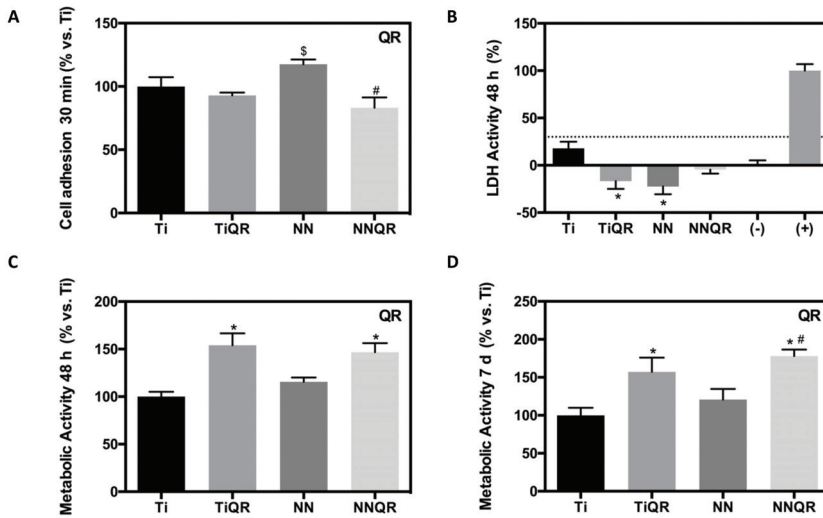 A
Cell adhesion 30 min (% vs. Ti)
150
100
50
0
QR
$
#
Ti TiQR NN NNQR
B
LDH Activity 48 h (%)
150
100
50
0
-50
* *
Ti TiQR NN NNQR (-) (+)
C
Metabolic Activity 48 h (% vs. Ti)
200
150
100
50
0
QR
* *
Ti TiQR NN NNQR
D
Metabolic Activity 7 d (% vs. Ti)
250
200
150
100
50
0
QR
* * #
Ti TiQR NN NNQR